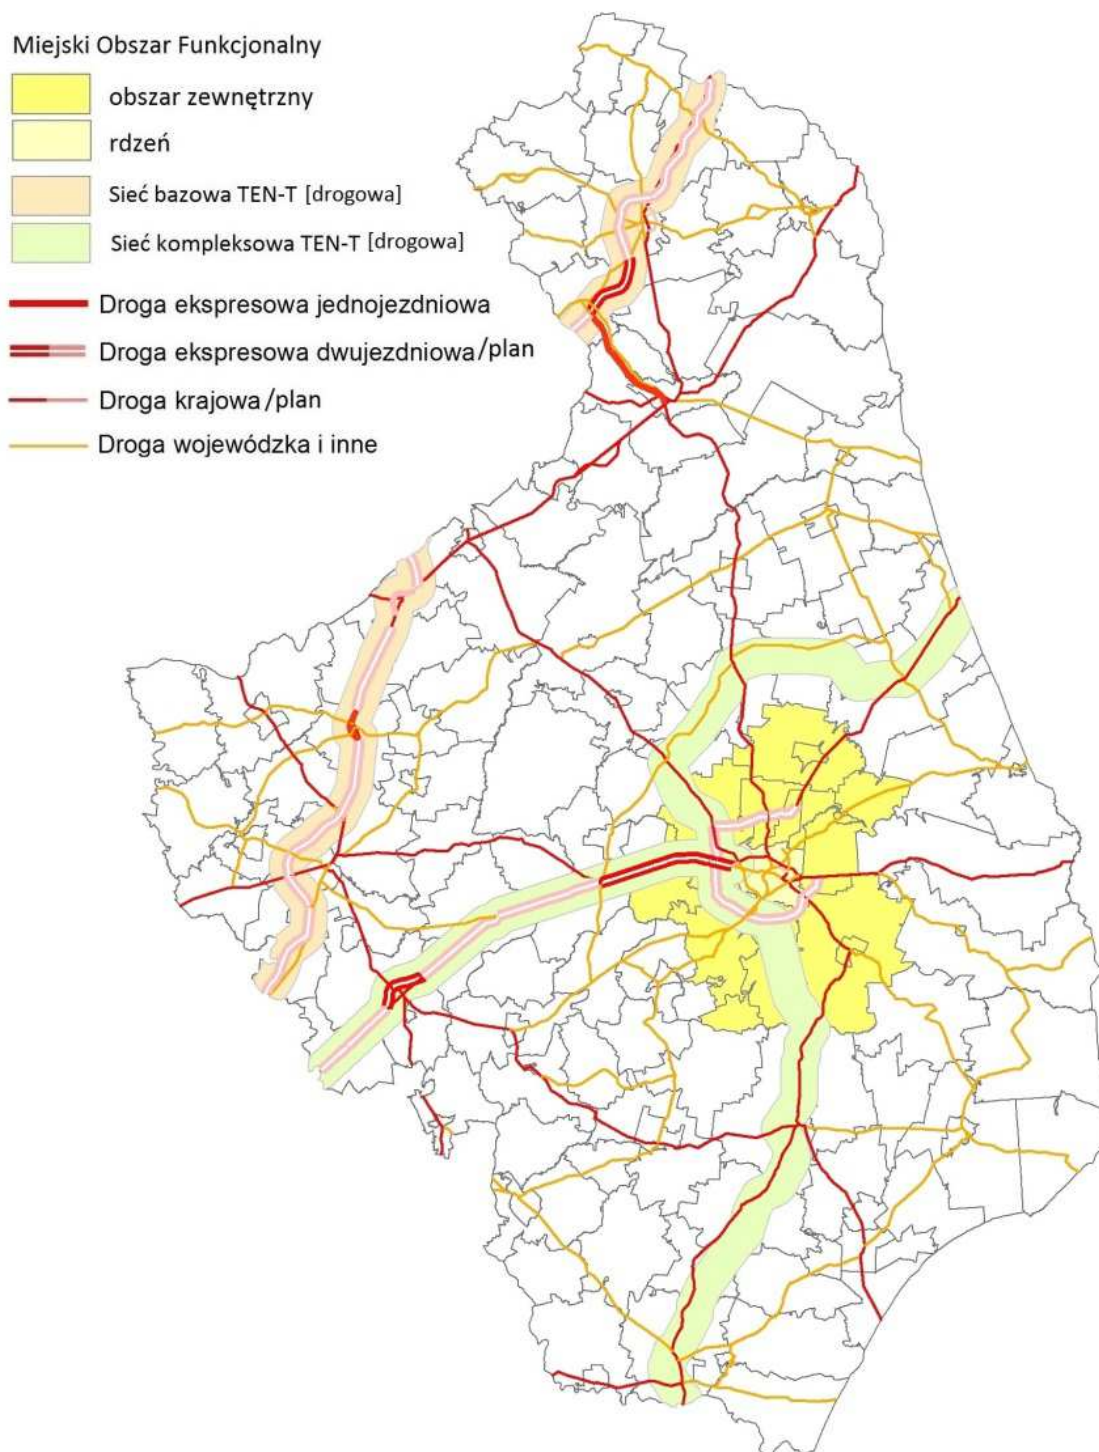 Miejski Obszar Funkcjonalny
obszar zewnętrzny
rdzeń
Sieć bazowa TEN-T [drogowa]
Sieć kompleksowa TEN-T [drogowa]
Droga ekspresowa jednojezdniowa
Droga ekspresowa dwujezdniowa/plan
Droga krajowa/plan
Droga wojewódzka i inne